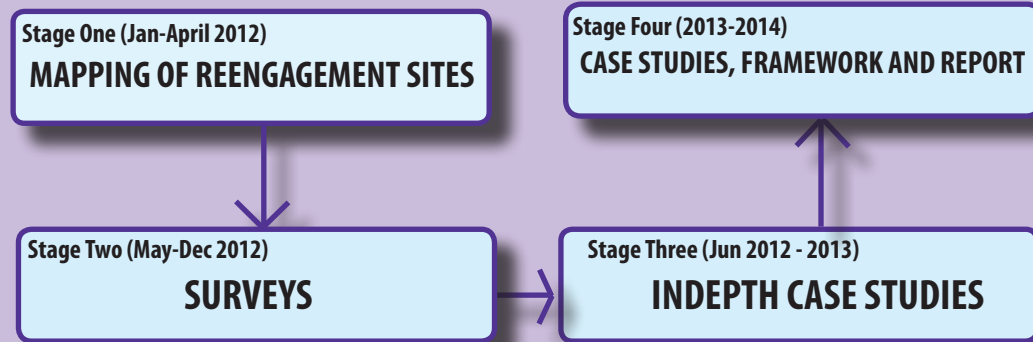 Stage One (Jan-April 2012)
MAPPING OF REENGAGEMENT SITES
Stage Two (May-Dec 2012)
SURVEYS
Stage Three (Jun 2012 - 2013)
INDEPTH CASE STUDIES
Stage Four (2013-2014)
CASE STUDIES, FRAMEWORK AND REPORT